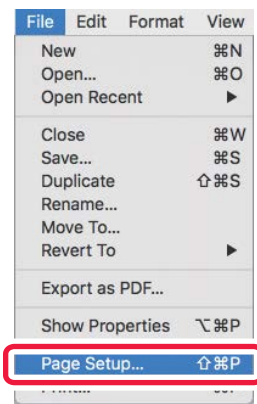 File Edit Format View
New ⌘N
Open... ⌘O
Open Recent ▶
Close ⌘W
Save... ⌘S
Duplicate ⇧⌘S
Rename...
Move To...
Revert To ▶
Export as PDF...
Show Properties ⌥⌘P
Page Setup... ⇧⌘P